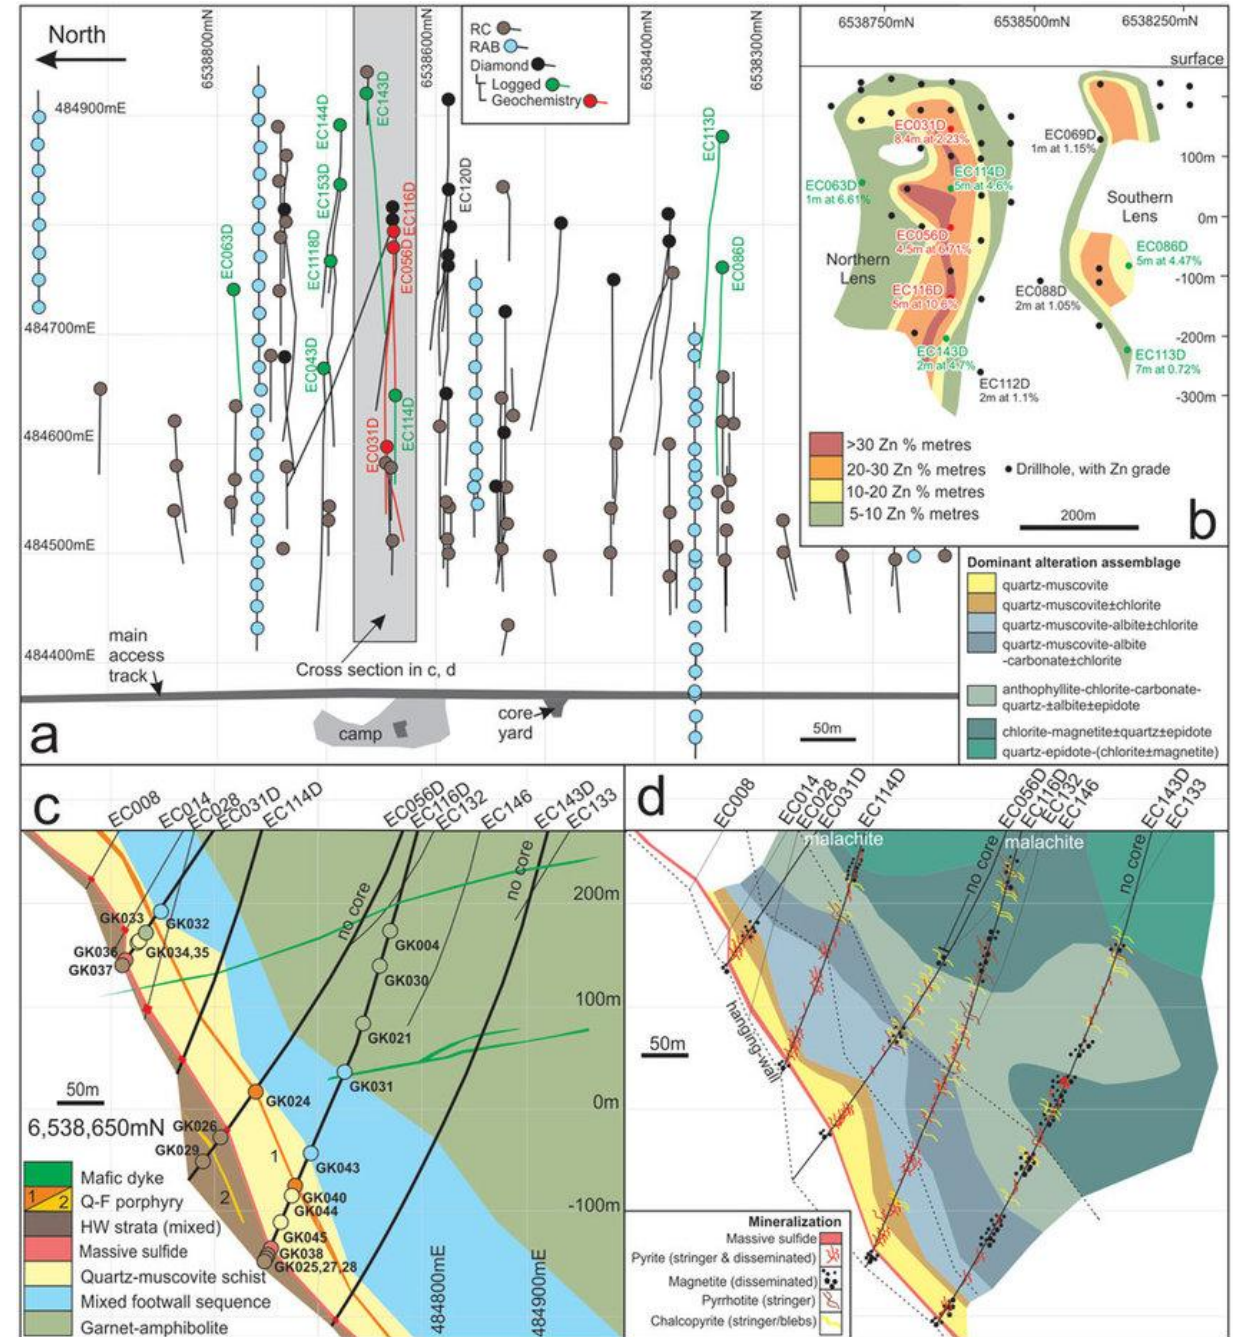 North
6538800mN
6538600mN
6538400mN
6538300mN
484900mE
484700mE
484600mE
484500mE
484400mE
RC
RAB
Diamond
Logged
Geochemistry
EC143D
EC144D
EC153D
EC1118D
EC063D
EC043D
EC116D
EC056D
EC031D
EC114D
EC120D
EC113D
EC086D
main
access
track
Cross section in c, d
camp
core
yard
50m
a
6538750mN
6538500mN
6538250mN
surface
EC031D
8.4m at 2.23%
EC069D
1m at 1.15%
100m
EC063D
1m at 6.61%
EC114D
5m at 4.6%
Southern
Lens
0m
EC056D
4.5m at 6.71%
EC086D
5m at 4.47%
Northern
Lens
-100m
EC116D
5m at 10.6%
EC088D
2m at 1.05%
-200m
EC143D
2m at 4.7%
EC113D
7m at 0.72%
EC112D
2m at 1.1%
-300m
>30 Zn % metres
20-30 Zn % metres
10-20 Zn % metres
5-10 Zn % metres
Drillhole, with Zn grade
200m
b
Dominant alteration assemblage
quartz-muscovite
quartz-muscovite±chlorite
quartz-muscovite-albite±chlorite
quartz-muscovite-albite
-carbonate±chlorite
anthophyllite-chlorite-carbonate-
quartz-±albite±epidote
chlorite-magnetite±quartz±epidote
quartz-epidote-(chlorite±magnetite)
c
EC008
EC014
EC028
EC031D
EC114D
EC056D
EC116D
EC132
EC146
EC143D
EC133
no core
no core
200m
GK033
GK032
GK004
GK036
GK034,35
GK037
GK030
100m
GK021
GK031
50m
GK024
0m
6,538,650mN
GK026
GK029
1
GK043
2
GK040
GK044
-100m
GK045
GK038
GK025,27,28
484800mE
484900mE
Mafic dyke
1
2
Q-F porphyry
HW strata (mixed)
Massive sulfide
Quartz-muscovite schist
Mixed footwall sequence
Garnet-amphibolite
d
EC008
EC014
EC028
EC031D
EC114D
EC056D
EC116D
EC132
EC146
EC143D
EC133
malachite
malachite
no core
no core
50m
hanging-wall
Mineralization
Massive sulfide
Pyrite (stringer & disseminated)
Magnetite (disseminated)
Pyrrhotite (stringer)
Chalcopyrite (stringer/blebs)